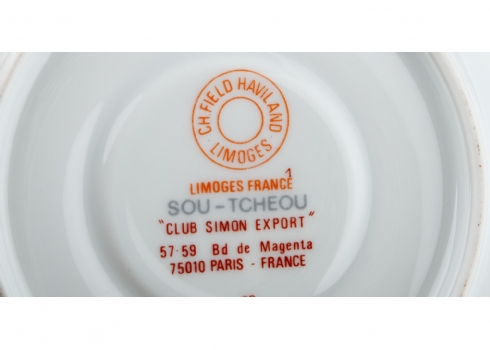 CH FIELD HAVILAND
LIMOGES
LIMOGES FRANCE 1
SOU-TCHEOU
"CLUB SIMON EXPORT"
57-59 Bd de Magenta
75010 PARIS - FRANCE